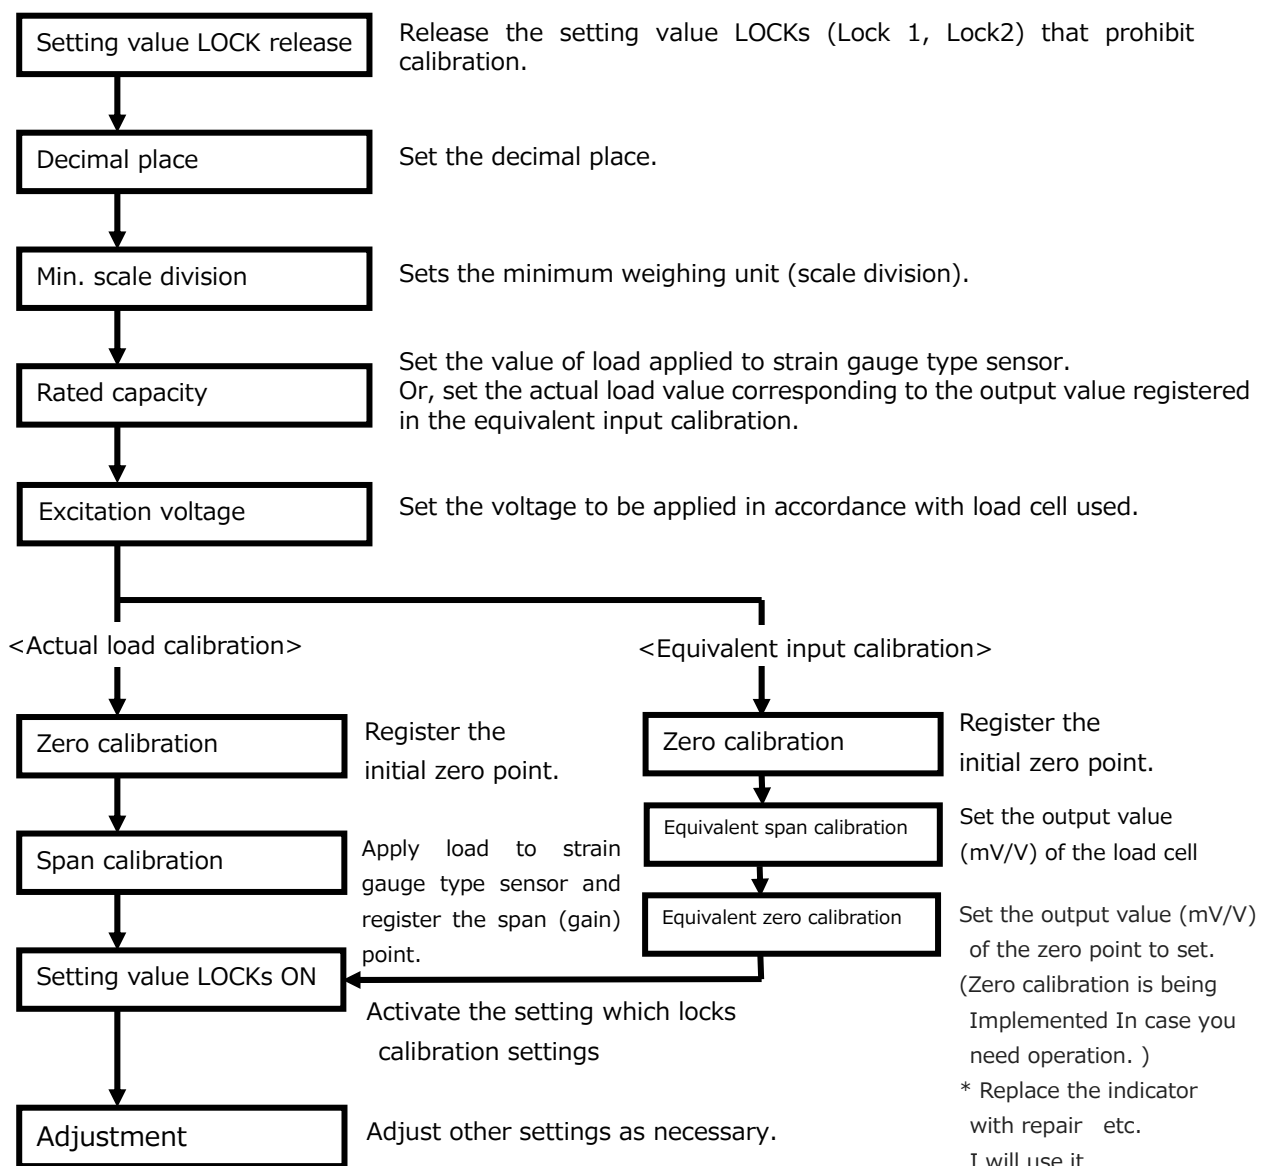 Setting value LOCK release
Release the setting value LOCKs (Lock 1, Lock2) that prohibit
calibration.
Decimal place
Set the decimal place.
Min. scale division
Sets the minimum weighing unit (scale division).
Rated capacity
Set the value of load applied to strain gauge type sensor.
Or, set the actual load value corresponding to the output value registered
in the equivalent input calibration.
Excitation voltage
Set the voltage to be applied in accordance with load cell used.
<Actual load calibration>
Zero calibration
Register the
initial zero point.
Span calibration
Apply load to strain
gauge type sensor and
register the span (gain)
point.
<Equivalent input calibration>
Zero calibration
Register the
initial zero point.
Equivalent span calibration
Set the output value
(mV/V) of the load cell
Equivalent zero calibration
Set the output value (mV/V)
of the zero point to set.
(Zero calibration is being
Implemented In case you
need operation. )
* Replace the indicator
with repair etc.
I will use it
Setting value LOCKs ON
Activate the setting which locks
calibration settings
Adjustment
Adjust other settings as necessary.